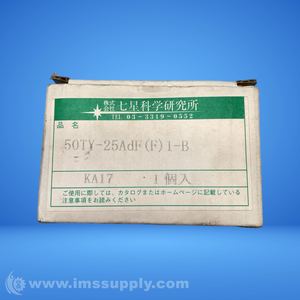 株式会社 七星科学研究所
TEL 03-3319-0552
品名
50TY-25AdF(F)1-B
KA17 ・1個入
ご使用に際しては、カタログまたはホームページに記載している
注意事項をお読みください。
© www.imssupply.com